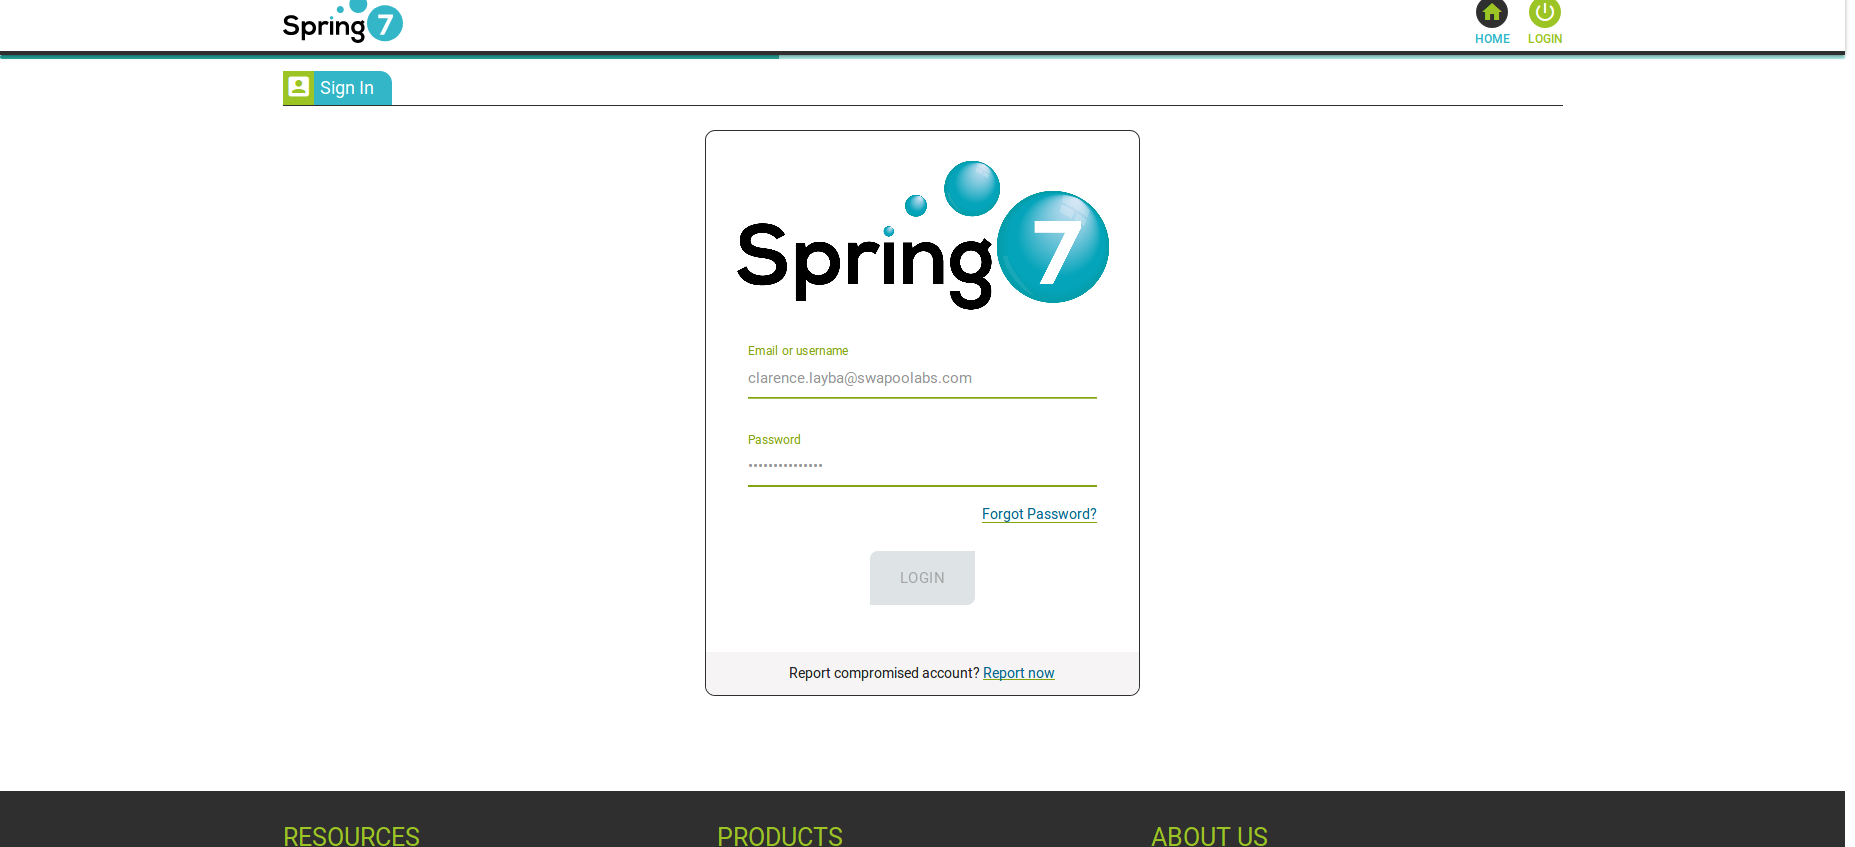 Spring 7
HOME LOGIN
Sign In
Spring 7
Email or username
clarence.layba@swapoolabs.com
Password
•••••••••••••••
Forgot Password?
LOGIN
Report compromised account? Report now
RESOURCES PRODUCTS ABOUT US